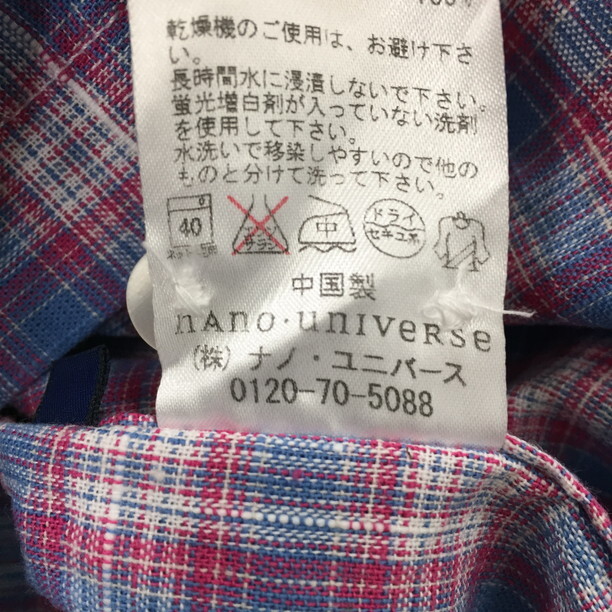 乾燥機のご使用は、お避け下さ
い。
長時間水に浸漬しないで下さい。
蛍光増白剤が入っていない洗剤
を使用して下さい。
水洗いで移染しやすいので他の
ものと分けて洗って下さい。
40
中
ドライ
セキユ系
中国製
nAno・unIveRse
(株)ナノ・ユニバース
0120-70-5088